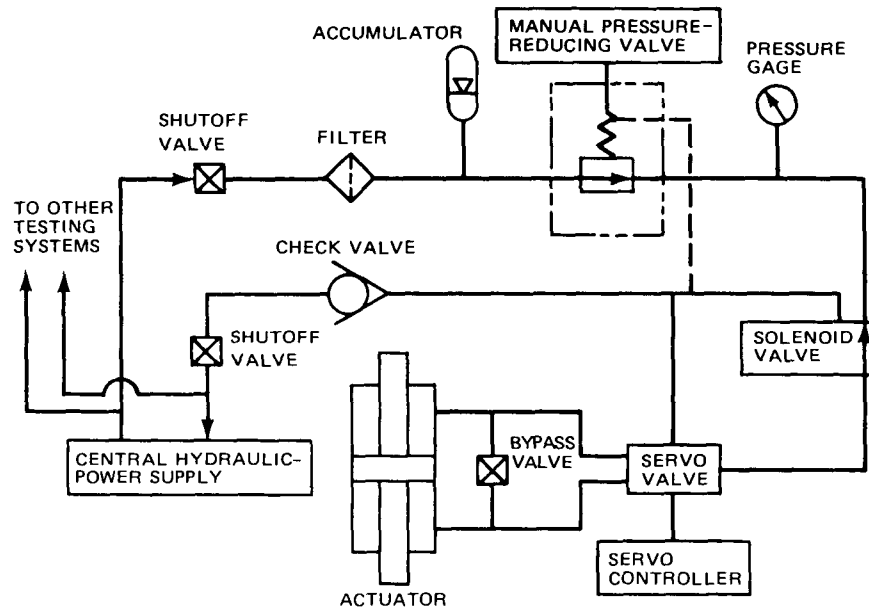 ACCUMULATOR
MANUAL PRESSURE-
REDUCING VALVE
PRESSURE
GAGE
SHUTOFF
VALVE
FILTER
TO OTHER
TESTING
SYSTEMS
CHECK VALVE
SHUTOFF
VALVE
SOLENOID
VALVE
BYPASS
VALVE
SERVO
VALVE
CENTRAL HYDRAULIC-
POWER SUPPLY
SERVO
CONTROLLER
ACTUATOR